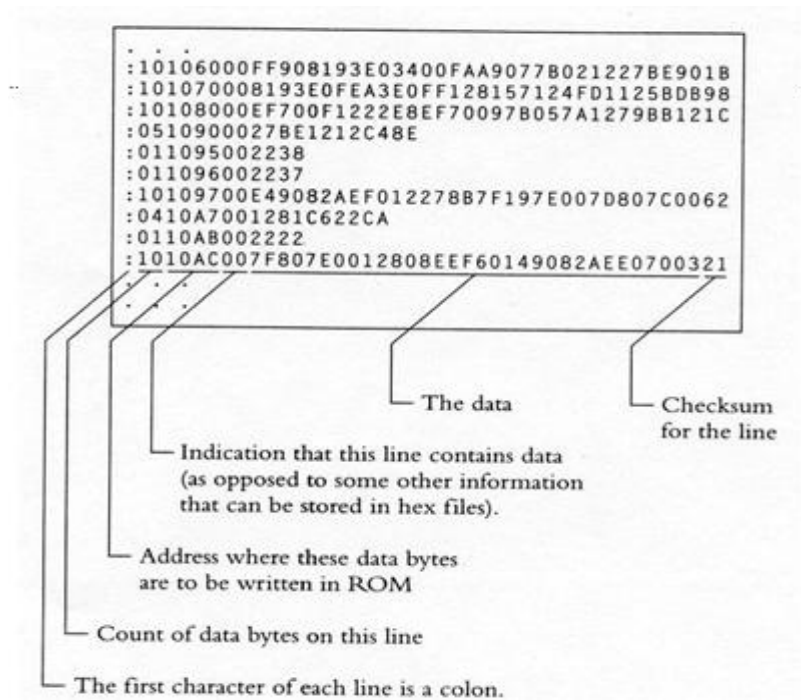 . . .
:10106000FF908193E03400FAA9077B021227BE901B
:101070008193E0FEA3E0FF128157124FD1125BDB98
:10108000EF700F1222E8EF70097B057A1279BB121C
:0510900027BE1212C48E
:011095002238
:011096002237
:10109700E49082AEF012278B7F197E007D807C0062
:0410A7001281C622CA
:0110AB002222
:1010AC007F807E0012808EEF60149082AEE0700321
. . .
. . .
The data
Checksum
for the line
Indication that this line contains data
(as opposed to some other information
that can be stored in hex files).
Address where these data bytes
are to be written in ROM
Count of data bytes on this line
The first character of each line is a colon.